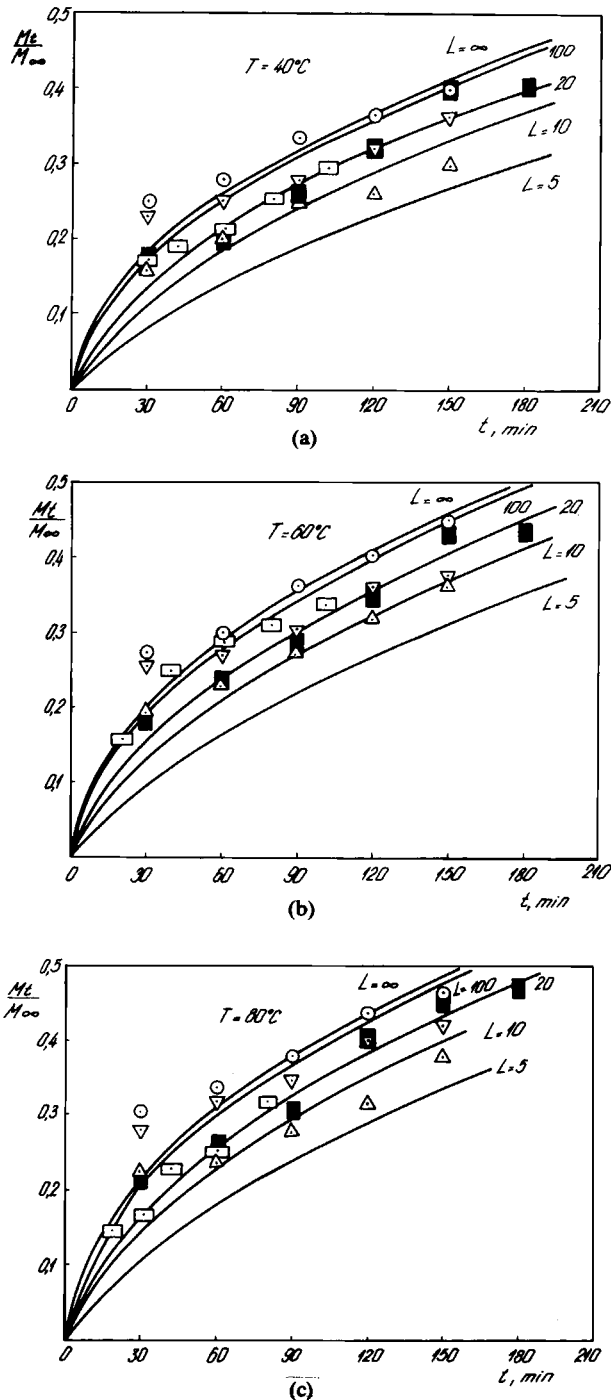 Mt
M∞
T = 40°C
L = ∞
100
20
L = 10
L = 5
0,4
0,3
0,2
0,1
0
0 30 60 90 120 150 180 210
t, min
(a)
0,5
Mt
M∞
T = 60°C
L = ∞
100
20
L = 10
L = 5
0,4
0,3
0,2
0,1
0 30 60 90 120 150 180 210
t, min
(b)
0,5
Mt
M∞
T = 80°C
L = ∞
L = 100
20
L = 10
L = 5
0,4
0,3
0,2
0,1
0 30 60 90 120 150 180 210
t, min
(c)